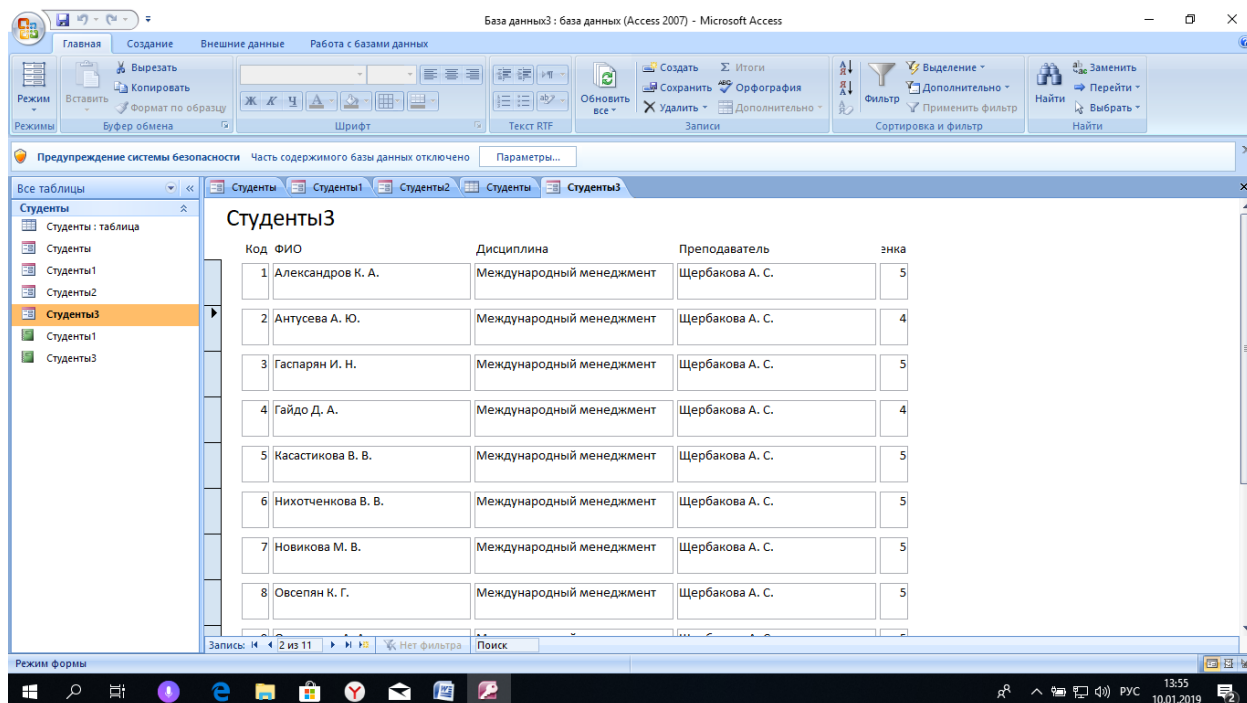 База данных3 : база данных (Access 2007) - Microsoft Access
Главная Создание Внешние данные Работа с базами данных
Режим
Режимы
Вставить
Вырезать
Копировать
Формат по образцу
Буфер обмена
Ж К Ч А
Шрифт
Текст RTF
Обновить все
Создать
Сохранить
Удалить
Итоги
Орфография
Дополнительно
Записи
Фильтр
Выделение
Дополнительно
Применить фильтр
Сортировка и фильтр
Найти
Заменить
Перейти
Выбрать
Найти
Предупреждение системы безопасности Часть содержимого базы данных отключено Параметры...
Все таблицы
Студенты
Студенты : таблица
Студенты
Студенты1
Студенты2
Студенты3
Студенты1
Студенты3
Студенты Студенты1 Студенты2 Студенты Студенты3
Студенты3
Код ФИО Дисциплина Преподаватель енка
1 Александров К. А. Международный менеджмент Щербакова А. С. 5
2 Антусева А. Ю. Международный менеджмент Щербакова А. С. 4
3 Гаспарян И. Н. Международный менеджмент Щербакова А. С. 5
4 Гайдо Д. А. Международный менеджмент Щербакова А. С. 4
5 Касастикова В. В. Международный менеджмент Щербакова А. С. 5
6 Нихотченкова В. В. Международный менеджмент Щербакова А. С. 5
7 Новикова М. В. Международный менеджмент Щербакова А. С. 5
8 Овсепян К. Г. Международный менеджмент Щербакова А. С. 5
Запись: 2 из 11 Нет фильтра Поиск
Режим формы
РУС 13:55
10.01.2019